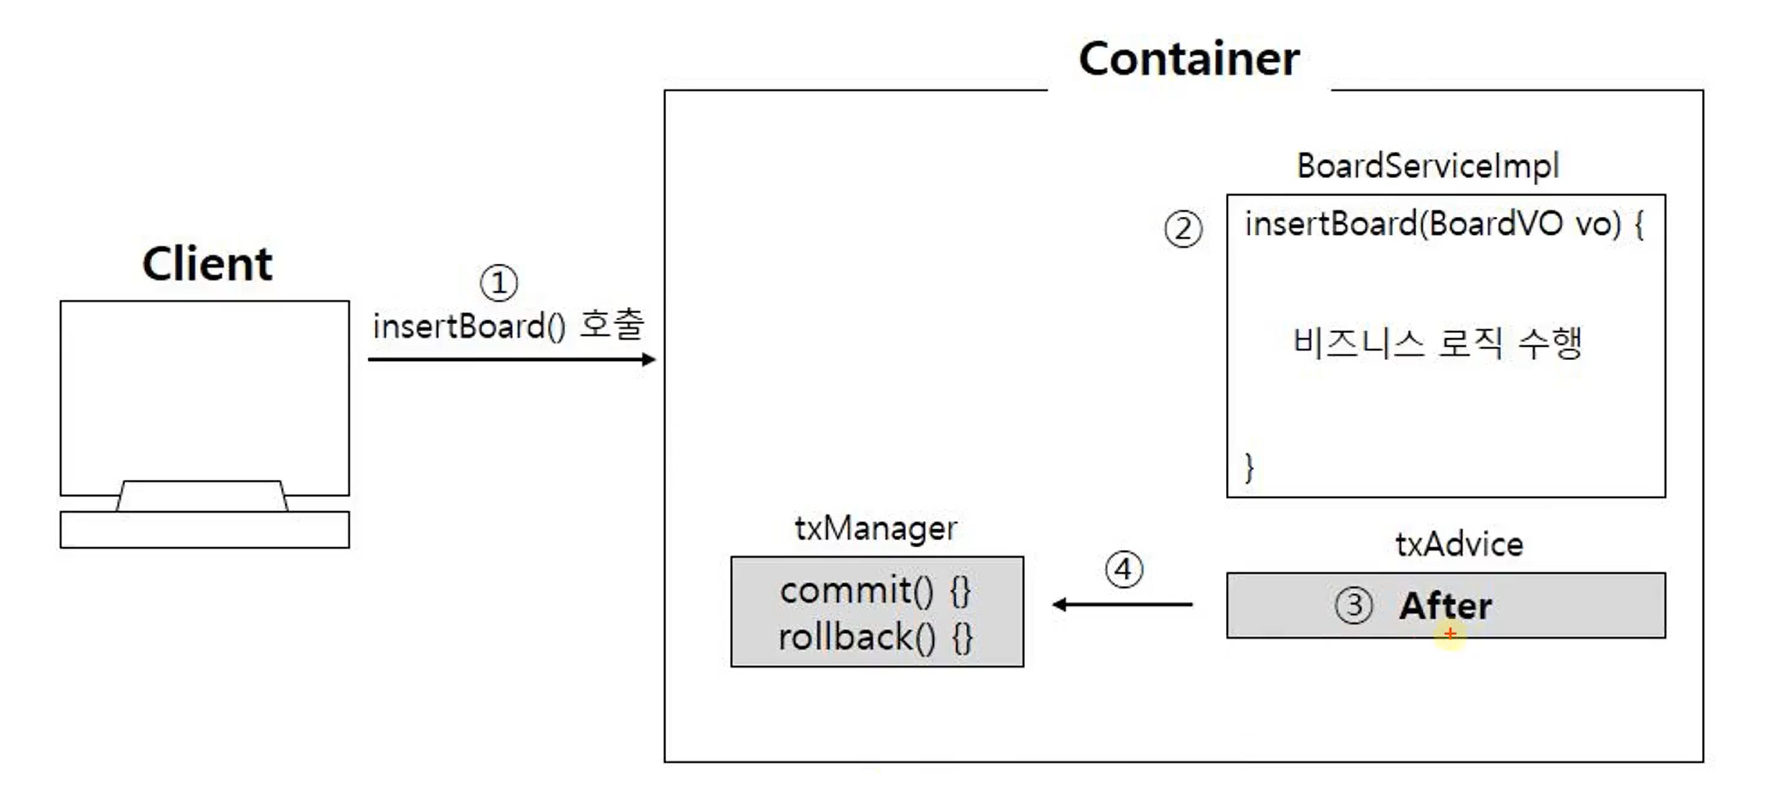 Container
Client
①
insertBoard() 호출
BoardServiceImpl
②
insertBoard(BoardVO vo) {
비즈니스 로직 수행
}
txManager
commit() {}
rollback() {}
④
txAdvice
③ After